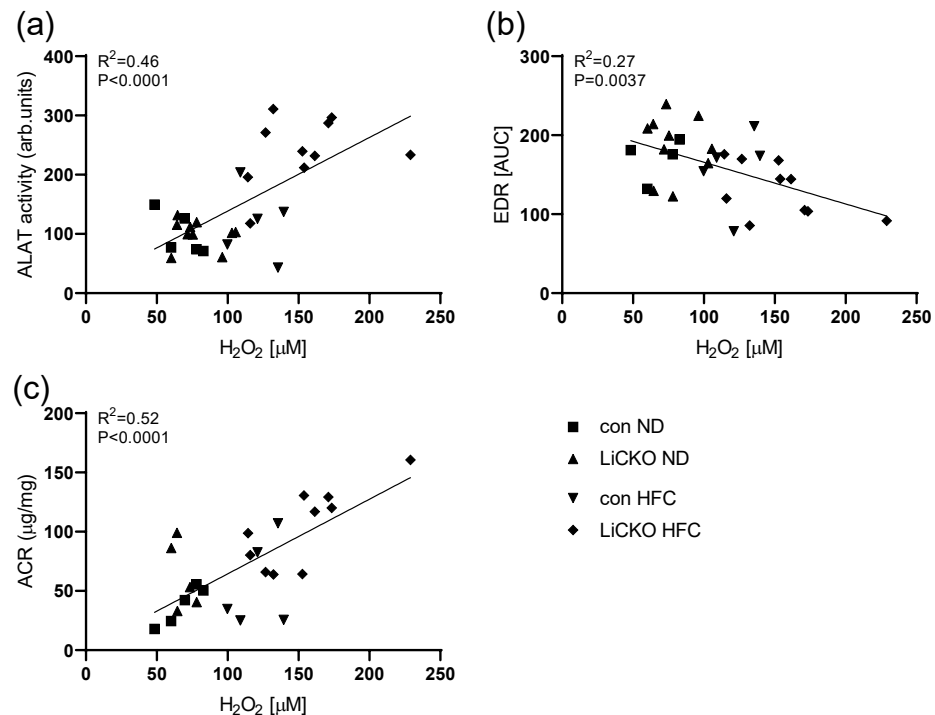 (a)
R²=0.46
P<0.0001
ALAT activity (arb.units)
400
300
200
100
0
0 50 100 150 200 250
H₂O₂ [μM]
(b)
R²=0.27
P=0.0037
EDR [AUC]
300
200
100
0
0 50 100 150 200 250
H₂O₂ [μM]
(c)
R²=0.52
P<0.0001
ACR (μg/mg)
200
150
100
50
0
0 50 100 150 200 250
H₂O₂ [μM]
con ND
LiCKO ND
con HFC
LiCKO HFC